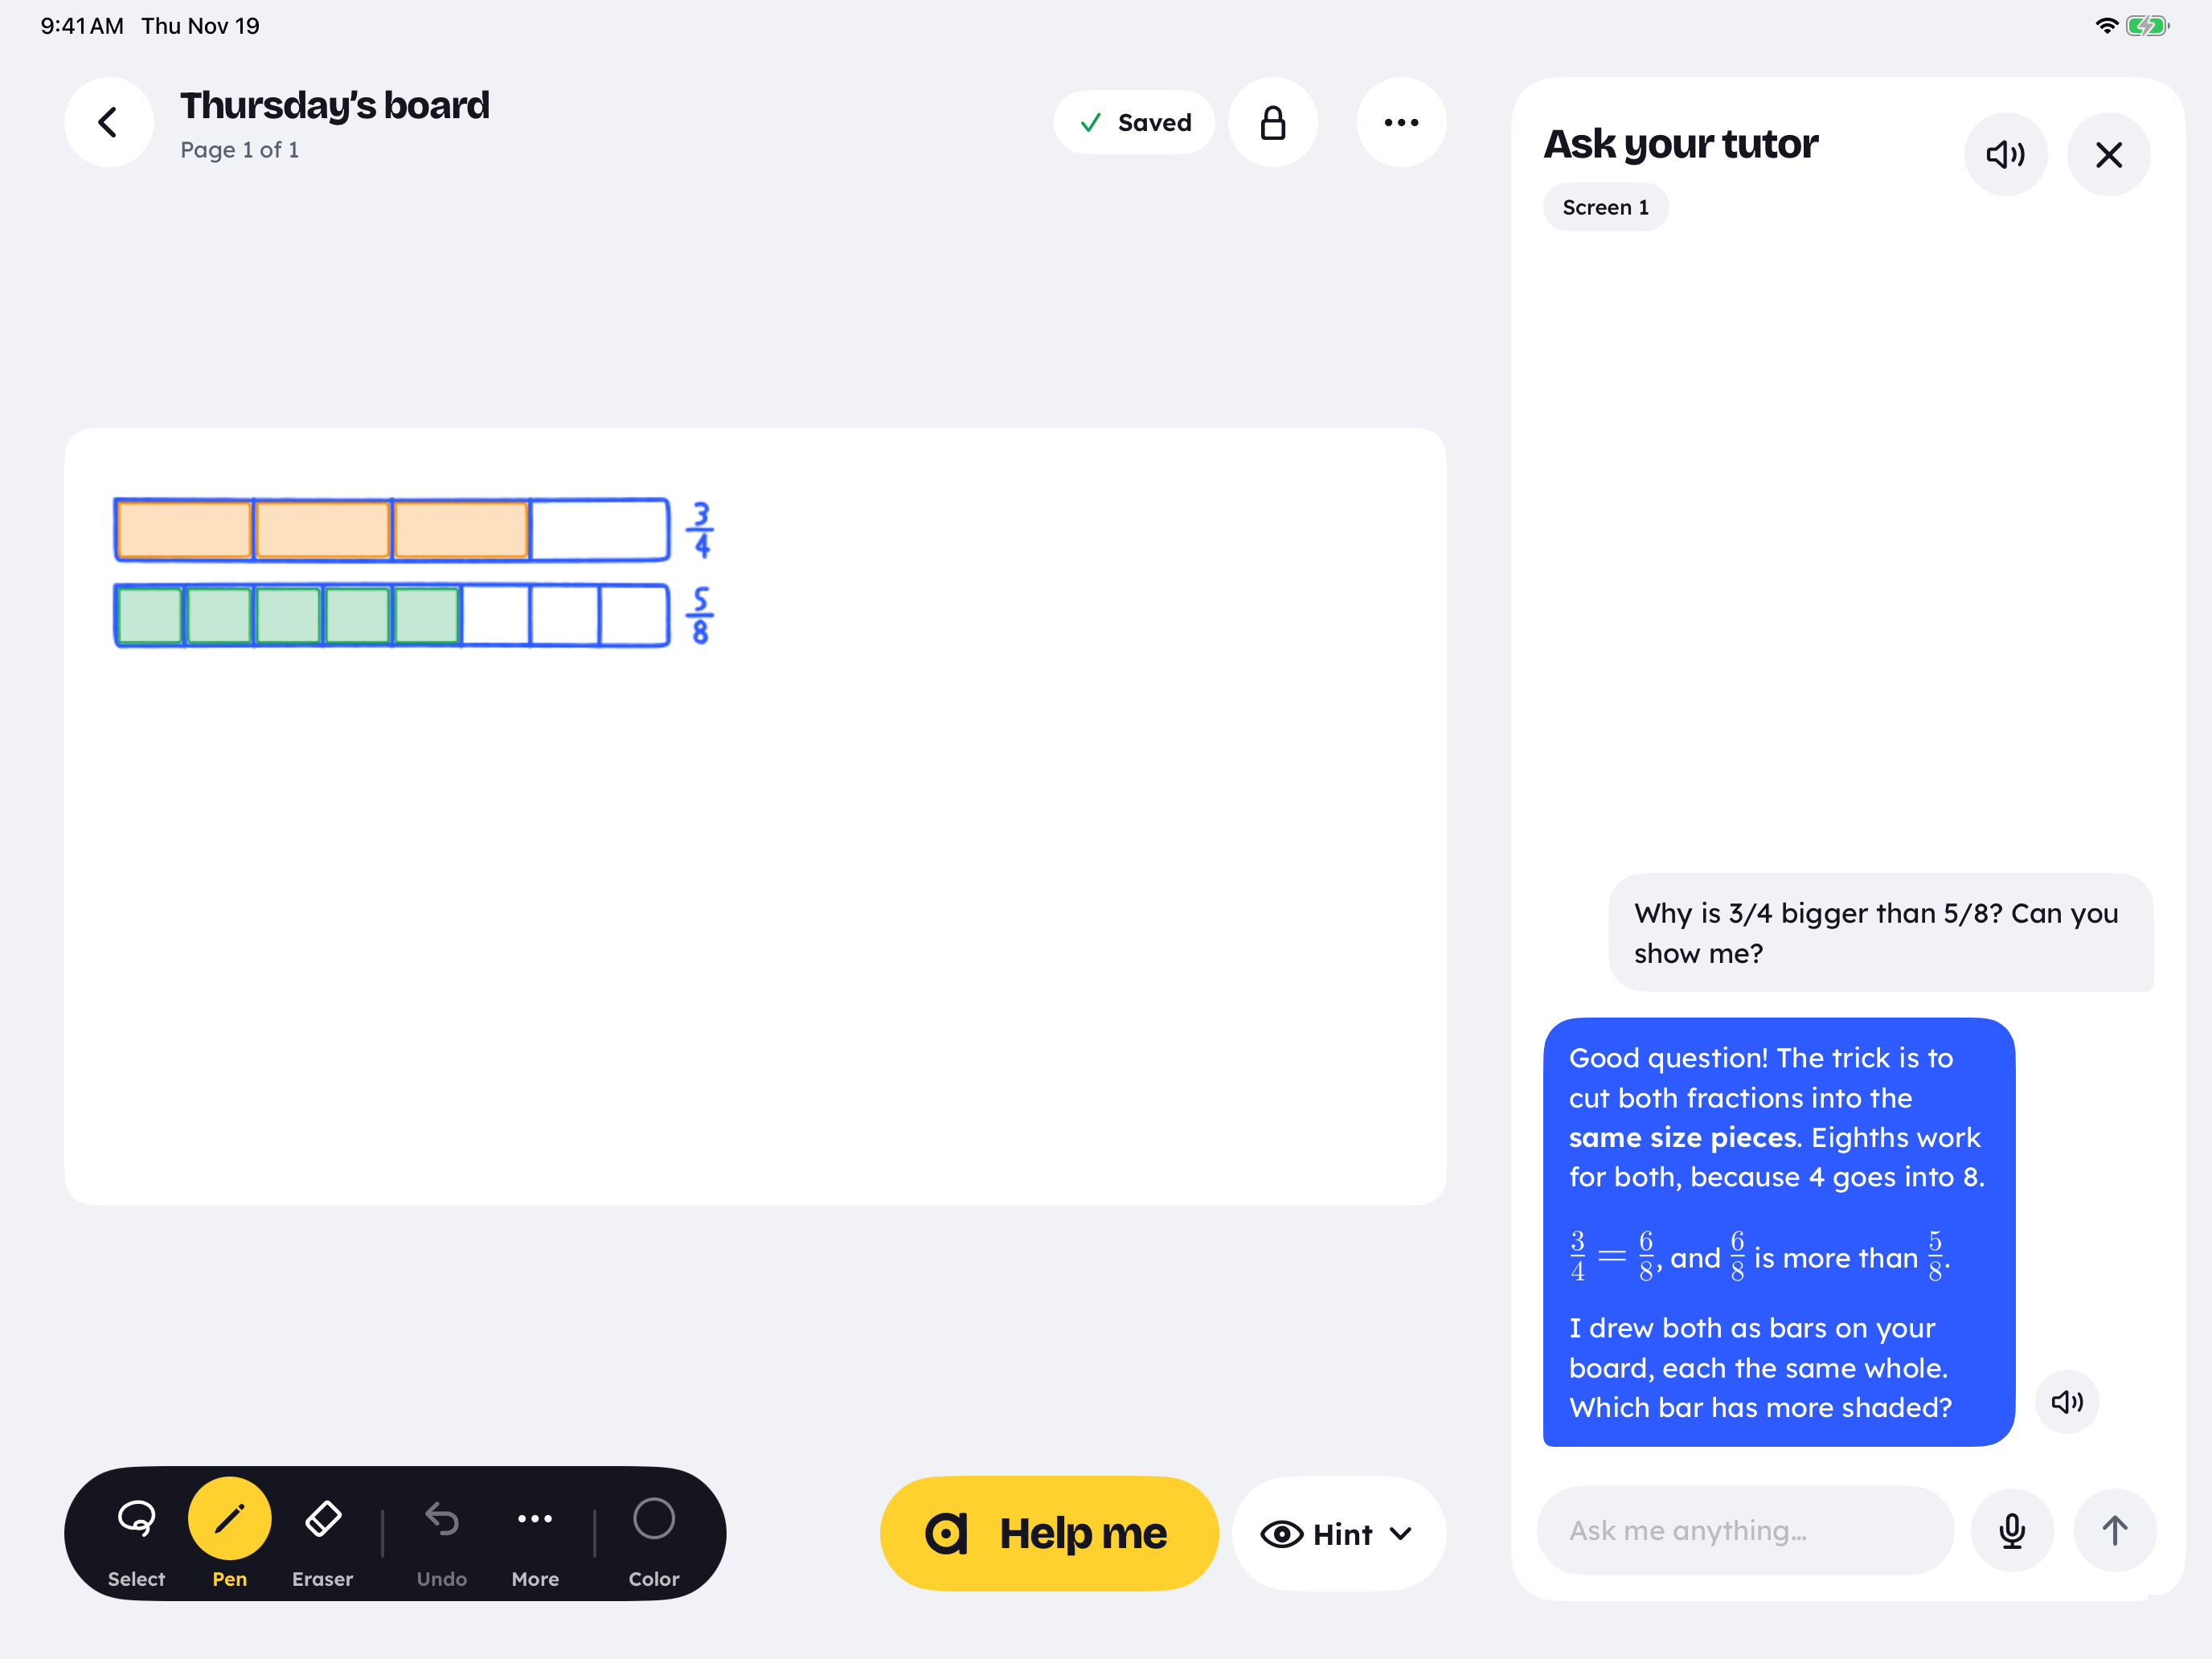 9:41 AM Thu Nov 19
Thursday's board
Page 1 of 1
Saved
3/4
5/8
Select
Pen
Eraser
Undo
More
Color
Help me
Hint
Ask your tutor
Screen 1
Why is 3/4 bigger than 5/8? Can you
show me?
Good question! The trick is to
cut both fractions into the
same size pieces. Eighths work
for both, because 4 goes into 8.
3/4 = 6/8, and 6/8 is more than 5/8.
I drew both as bars on your
board, each the same whole.
Which bar has more shaded?
Ask me anything...